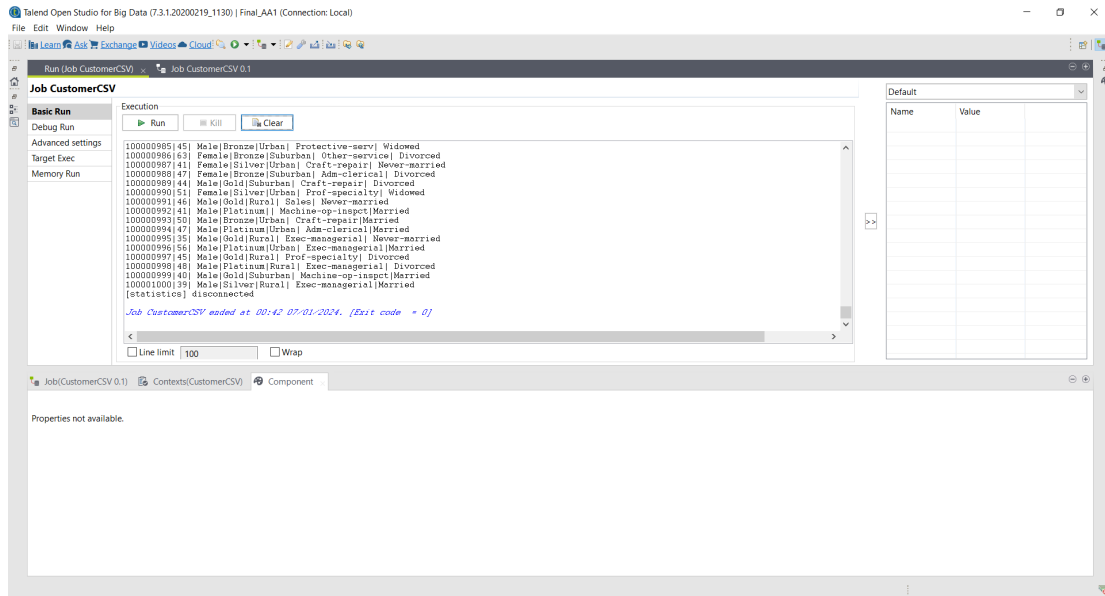 Talend Open Studio for Big Data (7.3.1.20200219_1130) | Final_AA1 (Connection: Local)
File Edit Window Help
Learn Ask Exchange Videos Cloud
Run (Job CustomerCSV) Job CustomerCSV 0.1
Job CustomerCSV
Default
Basic Run
Debug Run
Advanced settings
Target Exec
Memory Run
Execution
Run Kill Clear
Name Value
100000985|45| Male|Bronze|Urban| Protective-serv| Widowed
100000986|63| Female|Bronze|Suburban| Other-service| Divorced
100000987|41| Female|Silver|Urban| Craft-repair| Never-married
100000988|47| Female|Bronze|Suburban| Adm-clerical| Divorced
100000989|44| Male|Gold|Suburban| Craft-repair| Divorced
100000990|51| Female|Silver|Urban| Prof-specialty| Widowed
100000991|46| Male|Gold|Rural| Sales| Never-married
100000992|41| Male|Platinum|| Machine-op-inspct|Married
100000993|50| Male|Bronze|Urban| Craft-repair|Married
100000994|47| Male|Platinum|Urban| Adm-clerical|Married
100000995|35| Male|Gold|Rural| Exec-managerial| Never-married
100000996|56| Male|Platinum|Urban| Exec-managerial|Married
100000997|45| Male|Gold|Rural| Prof-specialty| Divorced
100000998|48| Male|Platinum|Rural| Exec-managerial| Divorced
100000999|40| Male|Gold|Suburban| Machine-op-inspct|Married
100001000|39| Male|Silver|Rural| Exec-managerial|Married
[statistics] disconnected
Job CustomerCSV ended at 00:42 07/01/2024. [Exit code = 0]
>>
Line limit 100 Wrap
Job(CustomerCSV 0.1) Contexts(CustomerCSV) Component
Properties not available.